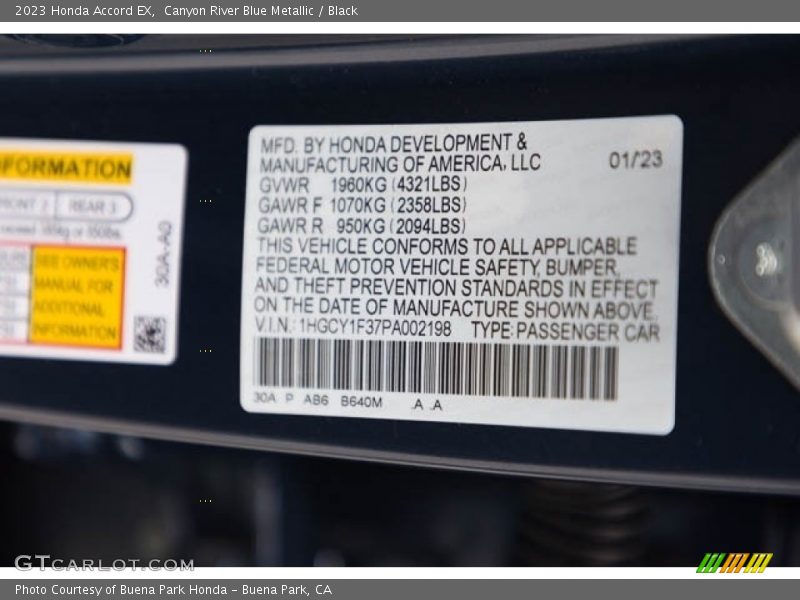 2023 Honda Accord EX, Canyon River Blue Metallic / Black
FORMATION
FRONT 2 REAR 3
SEE OWNER'S
MANUAL FOR
ADDITIONAL
INFORMATION
30A-A0
MFD. BY HONDA DEVELOPMENT &
MANUFACTURING OF AMERICA, LLC 01/23
GVWR 1960KG (4321LBS)
GAWR F 1070KG (2358LBS)
GAWR R 950KG (2094LBS)
THIS VEHICLE CONFORMS TO ALL APPLICABLE
FEDERAL MOTOR VEHICLE SAFETY, BUMPER,
AND THEFT PREVENTION STANDARDS IN EFFECT
ON THE DATE OF MANUFACTURE SHOWN ABOVE.
V.I.N.: 1HGCY1F37PA002198 TYPE: PASSENGER CAR
30A P AB6 B640M .A .A
GTCARLOT.COM
Photo Courtesy of Buena Park Honda - Buena Park, CA